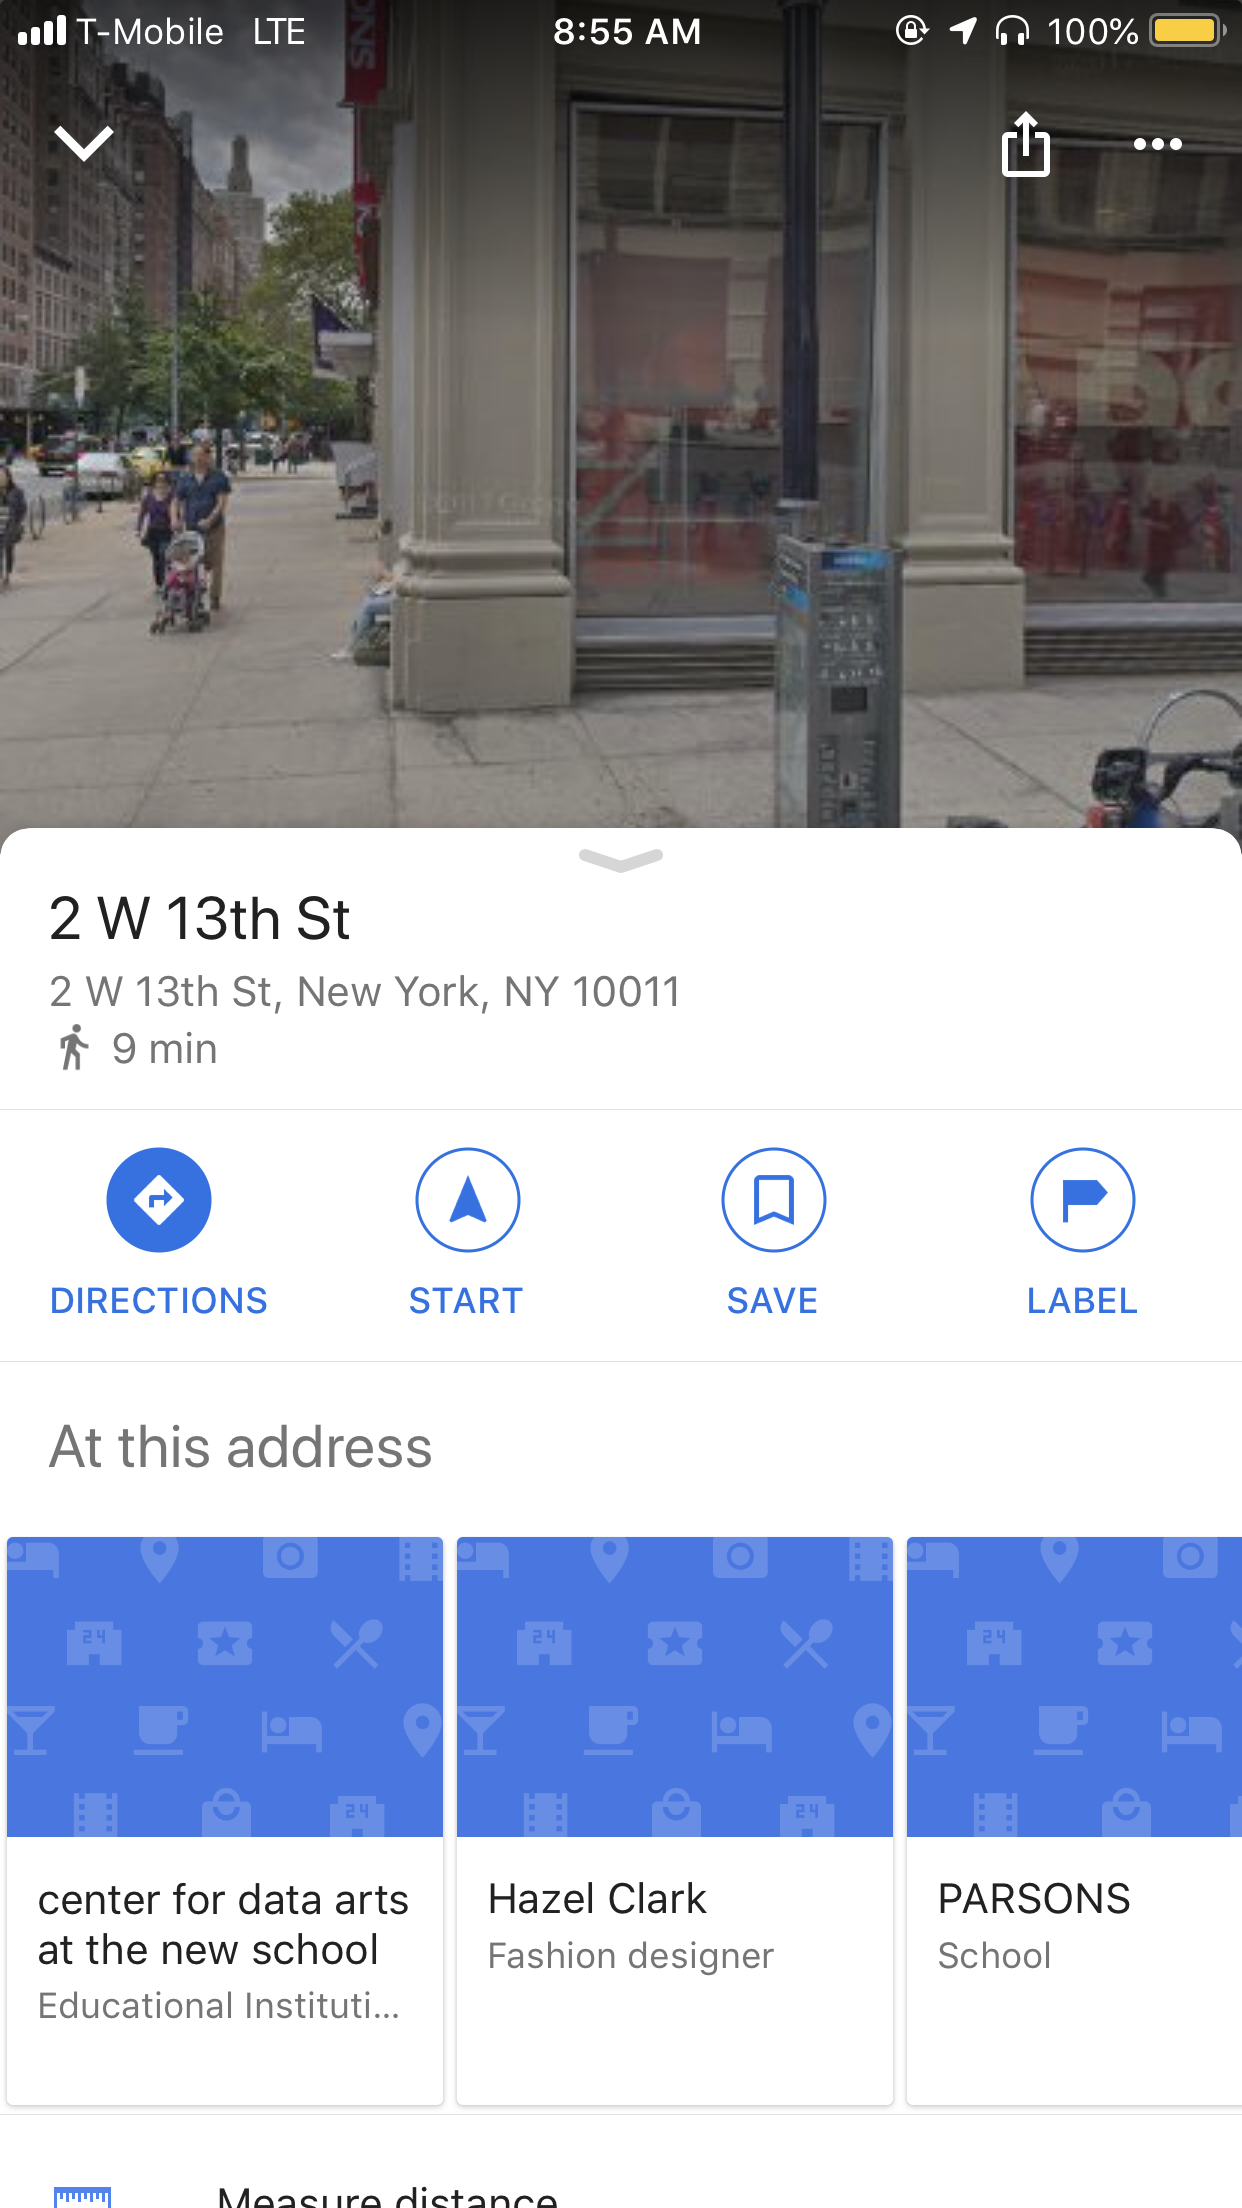 T-Mobile LTE 8:55 AM 100%
2 W 13th St
2 W 13th St, New York, NY 10011
9 min
DIRECTIONS START SAVE LABEL
At this address
center for data arts
at the new school
Educational Instituti...
Hazel Clark
Fashion designer
PARSONS
School
Measure distance